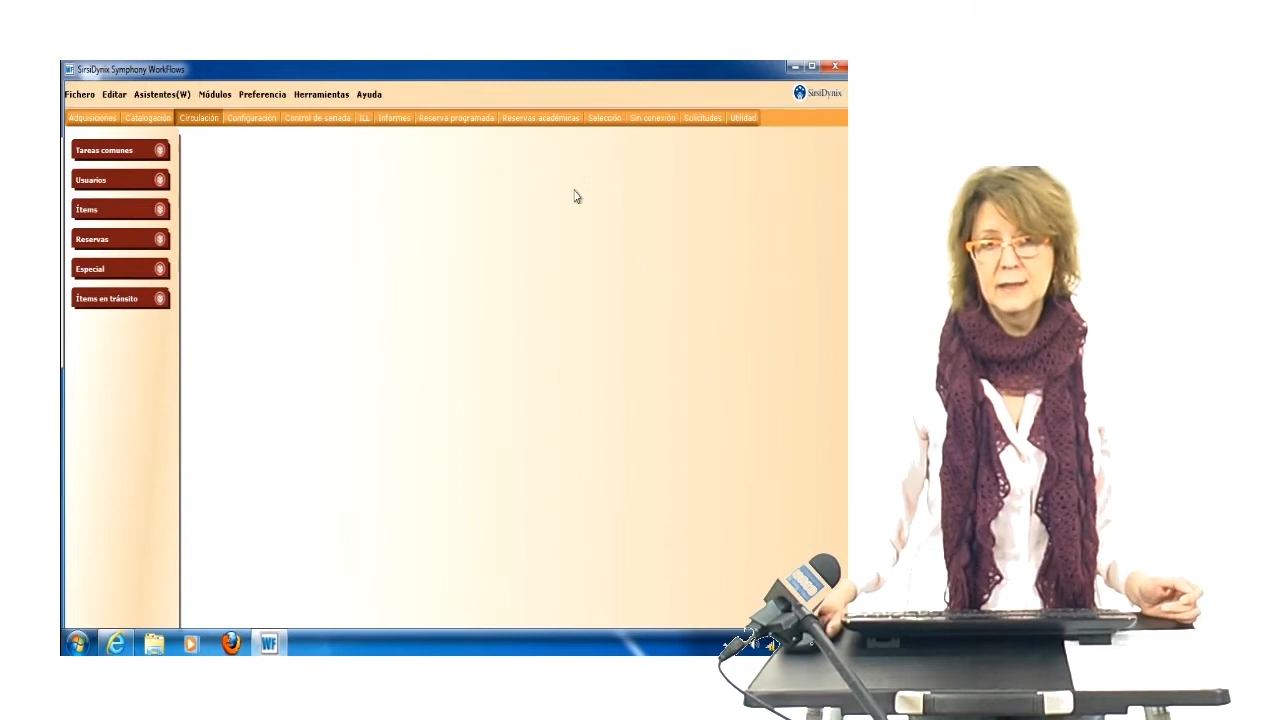 SirsiDynix Symphony WorkFlows
Fichero Editar Asistentes(W) Módulos Preferencia Herramientas Ayuda
SirsiDynix
Adquisiciones Catalogación Circulación Configuración Control de seriada ILL Informes Reserva programada Reservas académicas Selección Sin conexión Solicitudes Utilidad
Tareas comunes
Usuarios
Ítems
Reservas
Especial
Ítems en tránsito
WF